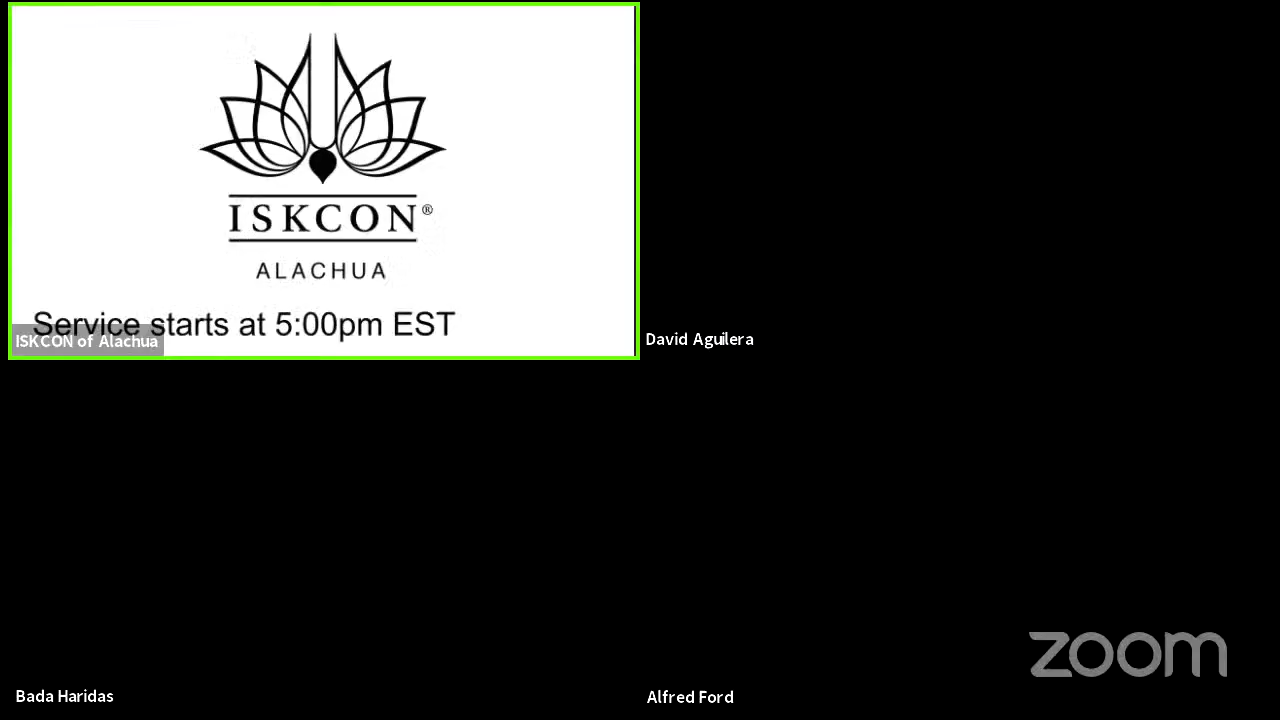 ISKCON®
ALACHUA
Service starts at 5:00pm EST
ISKCON of Alachua
David Aguilera
Bada Haridas
Alfred Ford
zoom